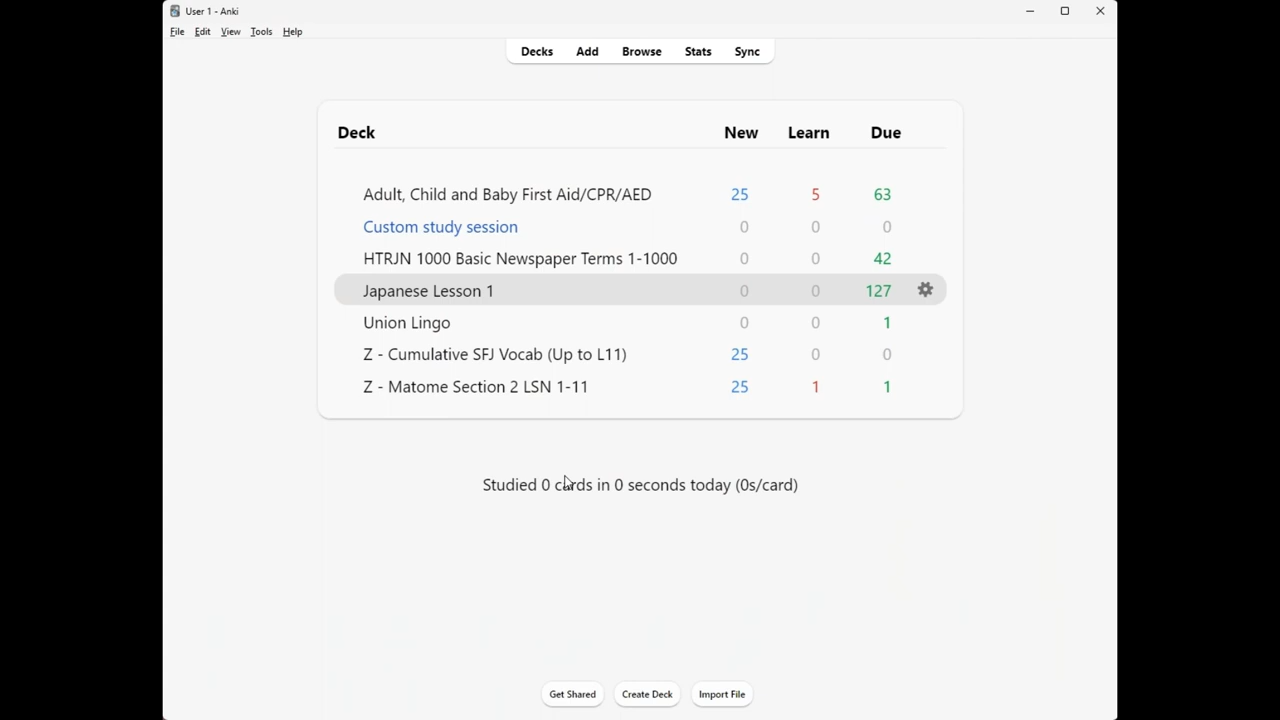 User 1 - Anki
File Edit View Tools Help
Decks Add Browse Stats Sync
Deck New Learn Due
Adult, Child and Baby First Aid/CPR/AED 25 5 63
Custom study session 0 0 0
HTRJN 1000 Basic Newspaper Terms 1-1000 0 0 42
Japanese Lesson 1 0 0 127
Union Lingo 0 0 1
Z - Cumulative SFJ Vocab (Up to L11) 25 0 0
Z - Matome Section 2 LSN 1-11 25 1 1
Studied 0 cards in 0 seconds today (0s/card)
Get Shared Create Deck Import File